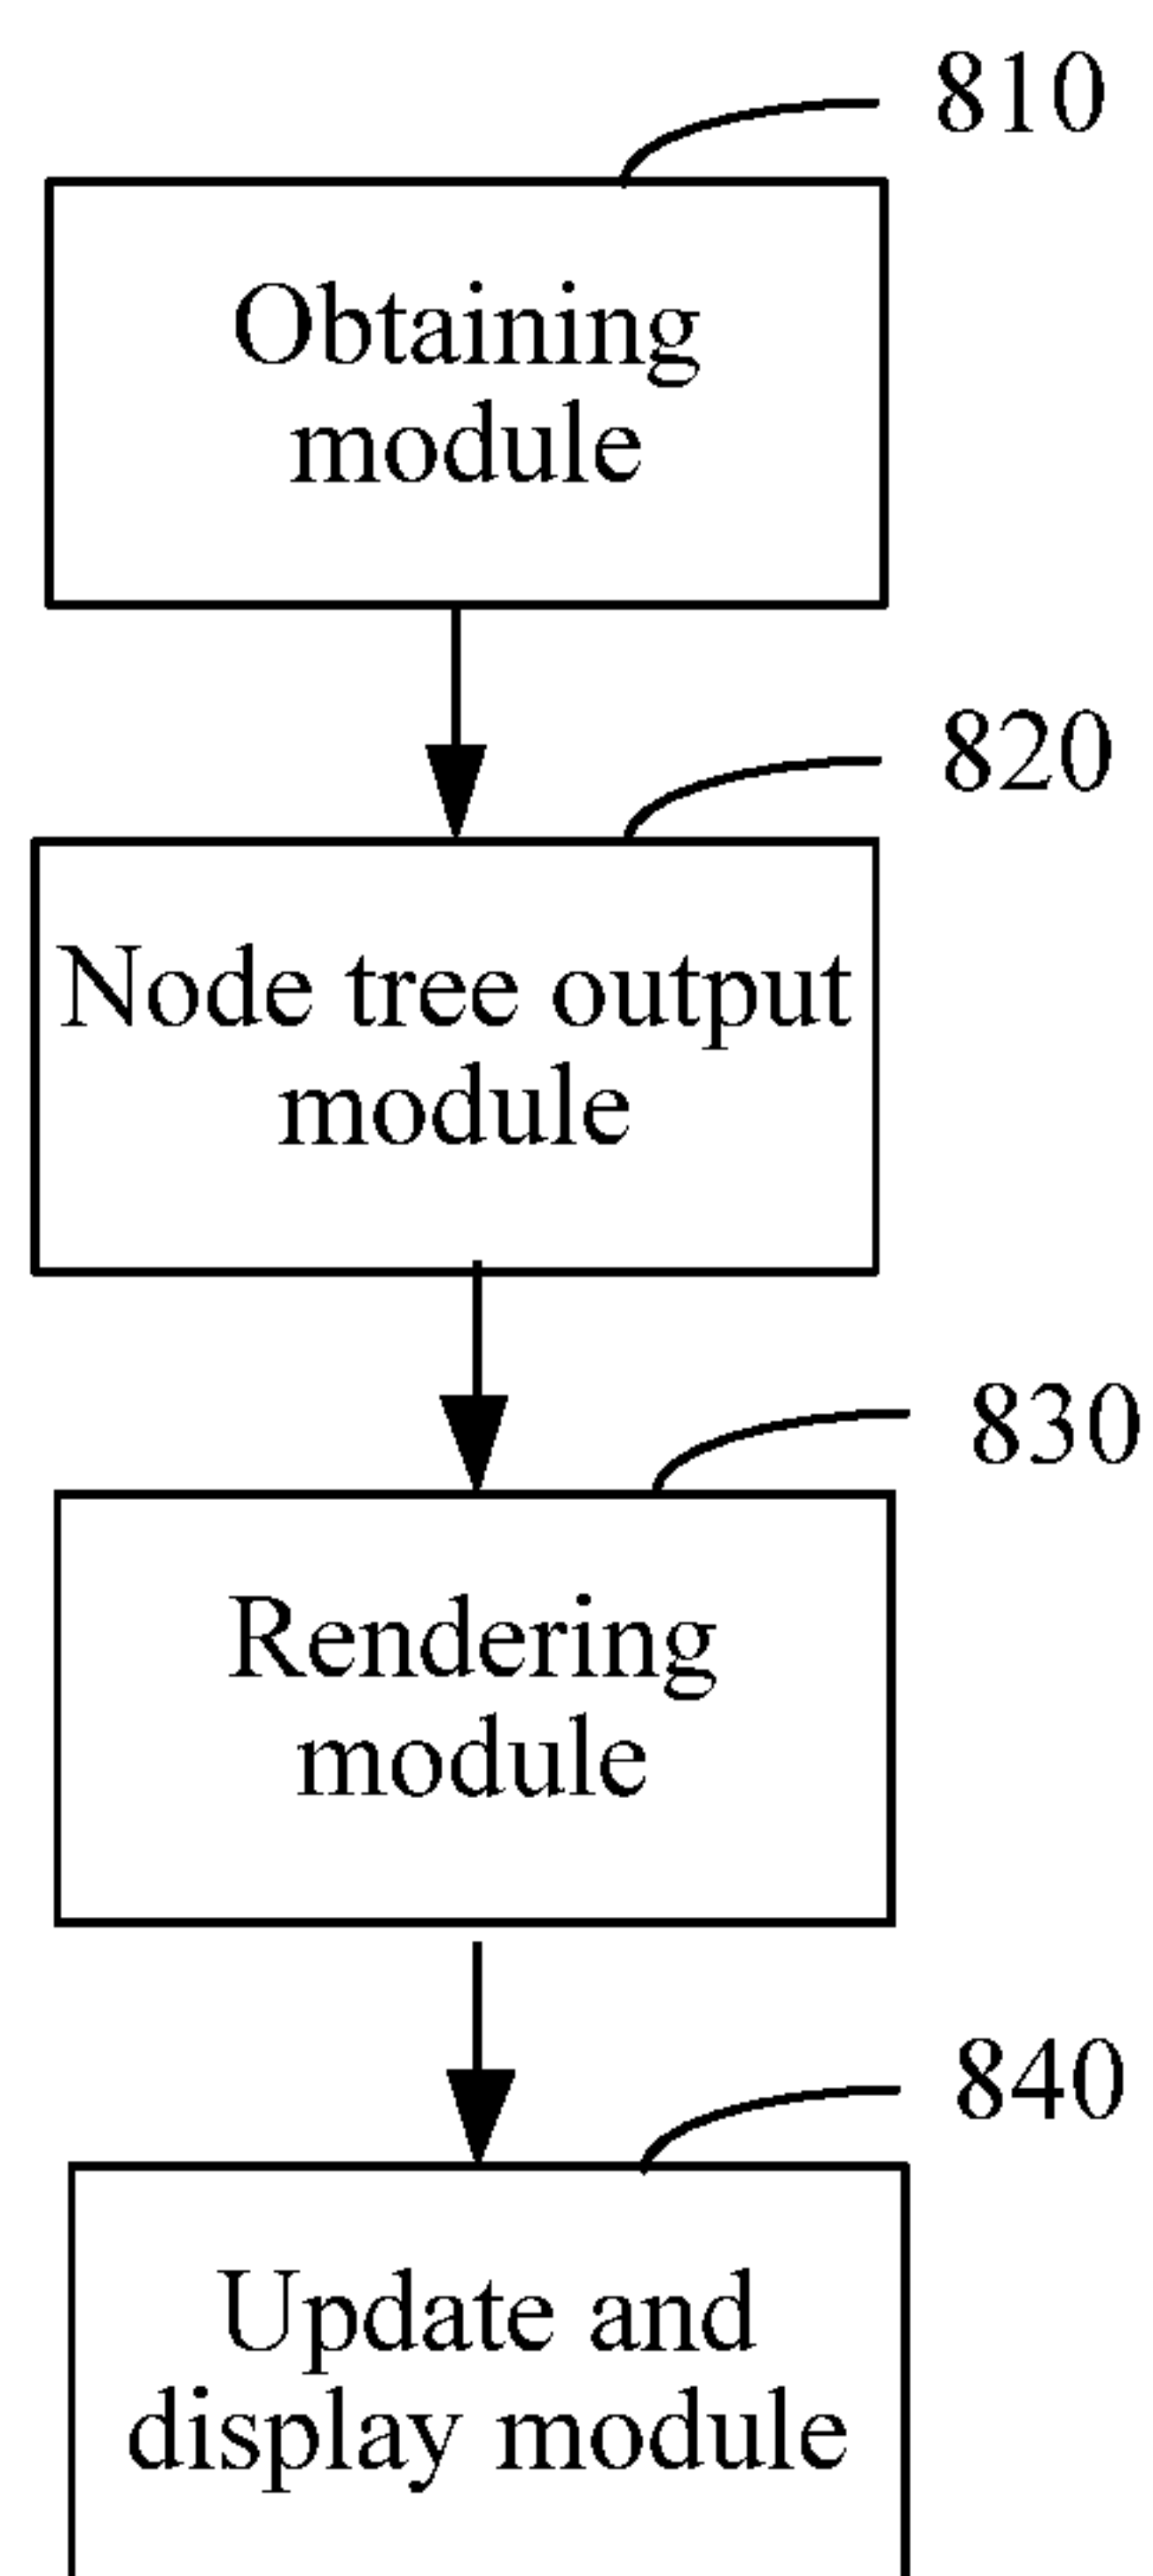 810
Obtaining
module
820
Node tree output
module
830
Rendering
module
840
Update and
display module